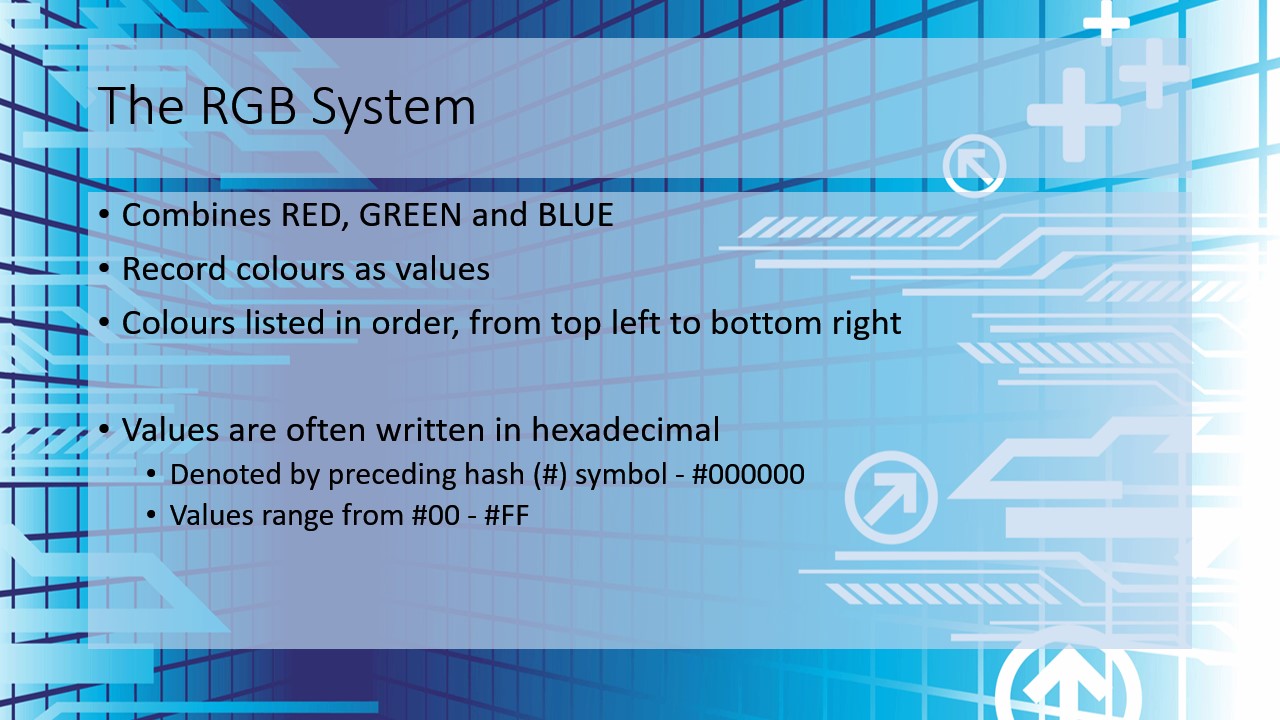 The RGB System
• Combines RED, GREEN and BLUE
• Record colours as values
• Colours listed in order, from top left to bottom right
• Values are often written in hexadecimal
• Denoted by preceding hash (#) symbol - #000000
• Values range from #00 - #FF